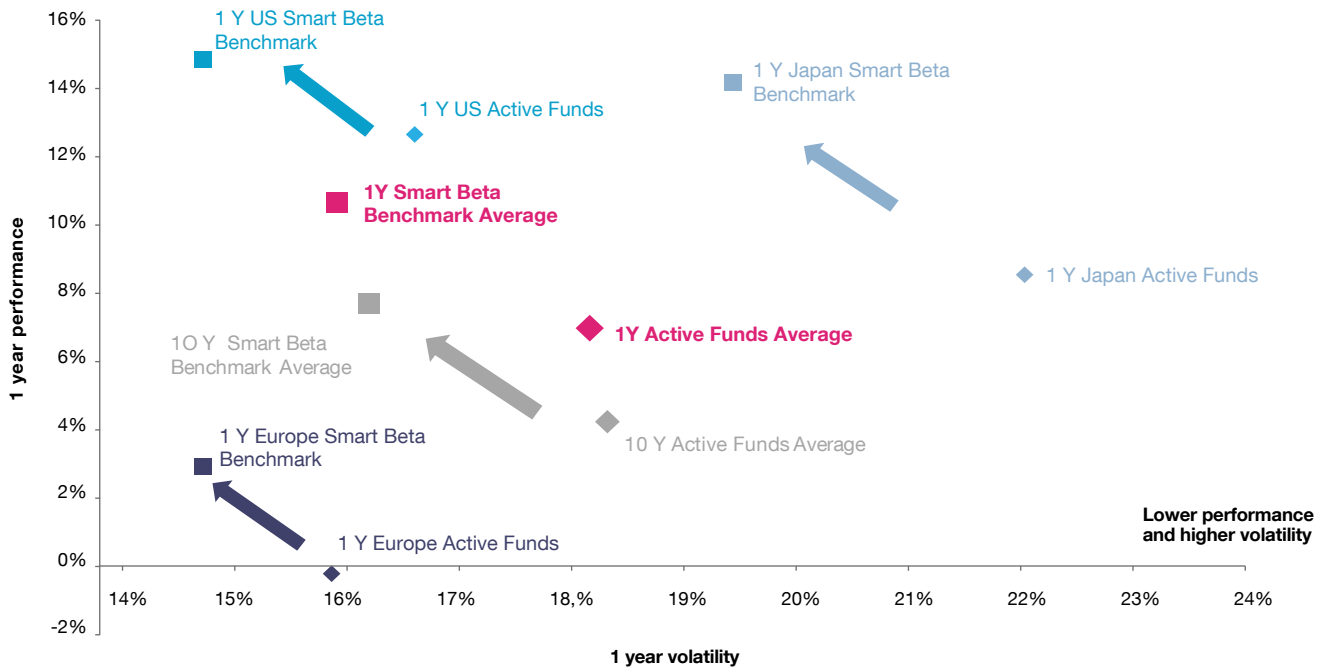 16%
14%
12%
10%
8%
6%
4%
2%
0%
-2%
1 year performance
1 Y US Smart Beta
Benchmark
1 Y US Active Funds
1 Y Japan Smart Beta
Benchmark
1Y Smart Beta
Benchmark Average
1 Y Japan Active Funds
1O Y Smart Beta
Benchmark Average
1Y Active Funds Average
10 Y Active Funds Average
1 Y Europe Smart Beta
Benchmark
1 Y Europe Active Funds
Lower performance
and higher volatility
14% 15% 16% 17% 18,% 19% 20% 21% 22% 23% 24%
1 year volatility